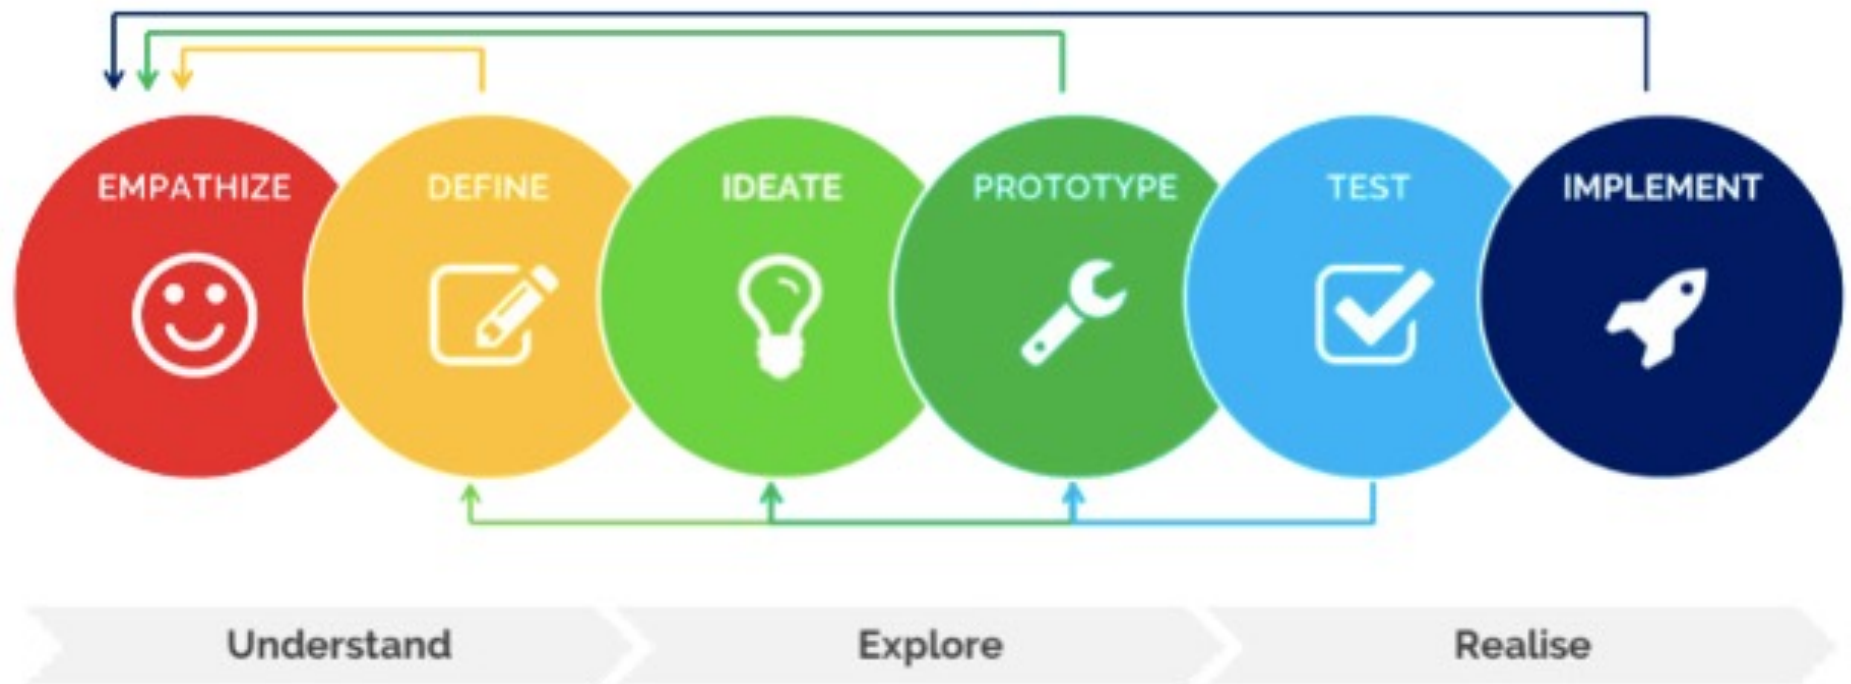 EMPATHIZE
DEFINE
IDEATE
PROTOTYPE
TEST
IMPLEMENT
Understand
Explore
Realise